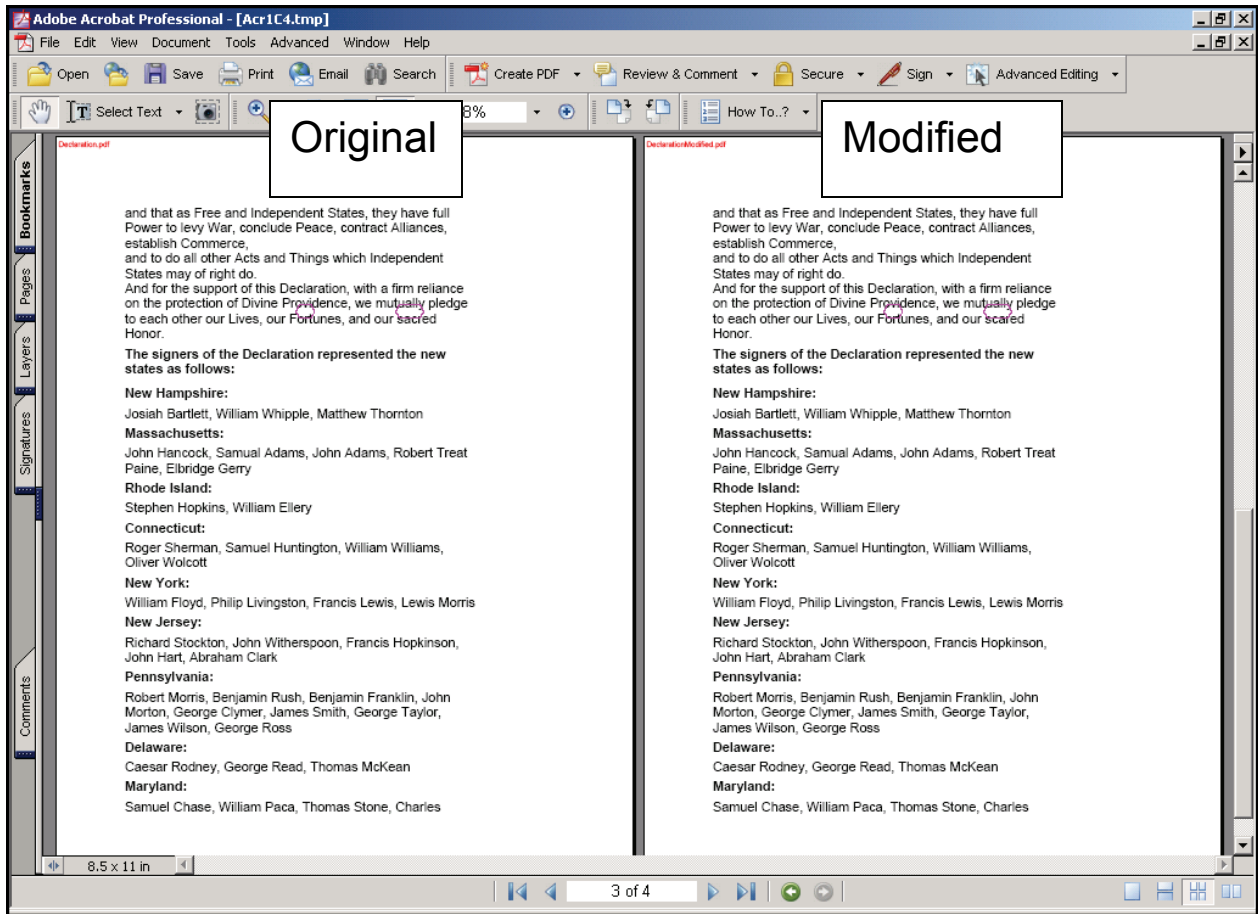 Adobe Acrobat Professional - [Acr1C4.tmp]
File Edit View Document Tools Advanced Window Help
Open Save Print Email Search Create PDF Review & Comment Secure Sign Advanced Editing
Select Text 8% How To..?
Original
Modified
Bookmarks
Pages
Layers
Signatures
Comments
Declaration.pdf
and that as Free and Independent States, they have full
Power to levy War, conclude Peace, contract Alliances,
establish Commerce,
and to do all other Acts and Things which Independent
States may of right do.
And for the support of this Declaration, with a firm reliance
on the protection of Divine Providence, we mutually pledge
to each other our Lives, our Fortunes, and our sacred
Honor.
The signers of the Declaration represented the new
states as follows:
New Hampshire:
Josiah Bartlett, William Whipple, Matthew Thornton
Massachusetts:
John Hancock, Samual Adams, John Adams, Robert Treat
Paine, Elbridge Gerry
Rhode Island:
Stephen Hopkins, William Ellery
Connecticut:
Roger Sherman, Samuel Huntington, William Williams,
Oliver Wolcott
New York:
William Floyd, Philip Livingston, Francis Lewis, Lewis Morris
New Jersey:
Richard Stockton, John Witherspoon, Francis Hopkinson,
John Hart, Abraham Clark
Pennsylvania:
Robert Morris, Benjamin Rush, Benjamin Franklin, John
Morton, George Clymer, James Smith, George Taylor,
James Wilson, George Ross
Delaware:
Caesar Rodney, George Read, Thomas McKean
Maryland:
Samuel Chase, William Paca, Thomas Stone, Charles
DeclarationModified.pdf
and that as Free and Independent States, they have full
Power to levy War, conclude Peace, contract Alliances,
establish Commerce,
and to do all other Acts and Things which Independent
States may of right do.
And for the support of this Declaration, with a firm reliance
on the protection of Divine Providence, we mutually pledge
to each other our Lives, our Fortunes, and our scared
Honor.
The signers of the Declaration represented the new
states as follows:
New Hampshire:
Josiah Bartlett, William Whipple, Matthew Thornton
Massachusetts:
John Hancock, Samual Adams, John Adams, Robert Treat
Paine, Elbridge Gerry
Rhode Island:
Stephen Hopkins, William Ellery
Connecticut:
Roger Sherman, Samuel Huntington, William Williams,
Oliver Wolcott
New York:
William Floyd, Philip Livingston, Francis Lewis, Lewis Morris
New Jersey:
Richard Stockton, John Witherspoon, Francis Hopkinson,
John Hart, Abraham Clark
Pennsylvania:
Robert Morris, Benjamin Rush, Benjamin Franklin, John
Morton, George Clymer, James Smith, George Taylor,
James Wilson, George Ross
Delaware:
Caesar Rodney, George Read, Thomas McKean
Maryland:
Samuel Chase, William Paca, Thomas Stone, Charles
8.5 x 11 in
3 of 4